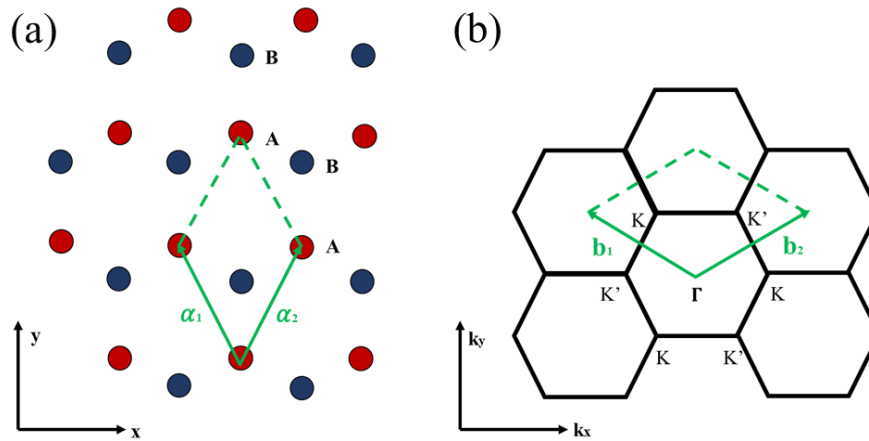 (a)
B
A
B
A
α₁
α₂
y
x
(b)
K
K’
b₁
b₂
K’
Γ
K
K
K’
kᵧ
kₓ